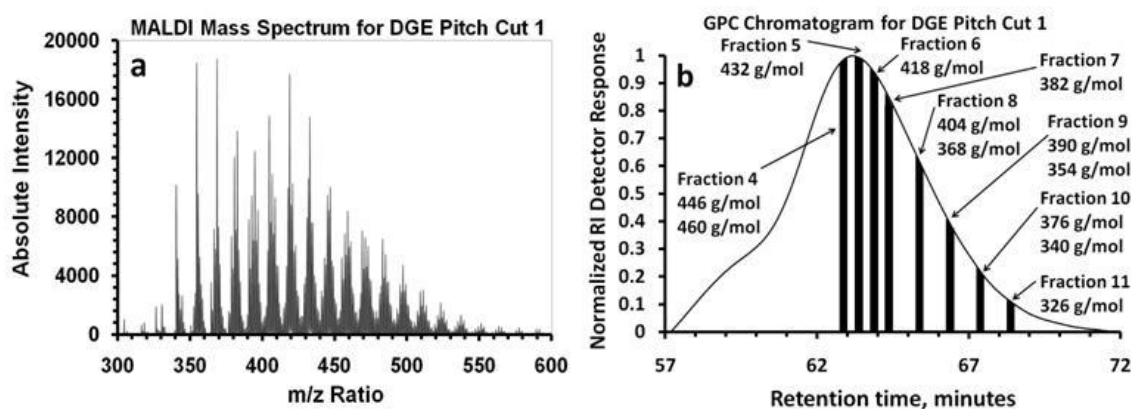 MALDI Mass Spectrum for DGE Pitch Cut 1
a
Absolute Intensity
20000
16000
12000
8000
4000
0
300 350 400 450 500 550 600
m/z Ratio
GPC Chromatogram for DGE Pitch Cut 1
b
Normalized RI Detector Response
1
0.9
0.8
0.7
0.6
0.5
0.4
0.3
0.2
0.1
0
57 62 67 72
Retention time, minutes
Fraction 4
446 g/mol
460 g/mol
Fraction 5
432 g/mol
Fraction 6
418 g/mol
Fraction 7
382 g/mol
Fraction 8
404 g/mol
368 g/mol
Fraction 9
390 g/mol
354 g/mol
Fraction 10
376 g/mol
340 g/mol
Fraction 11
326 g/mol